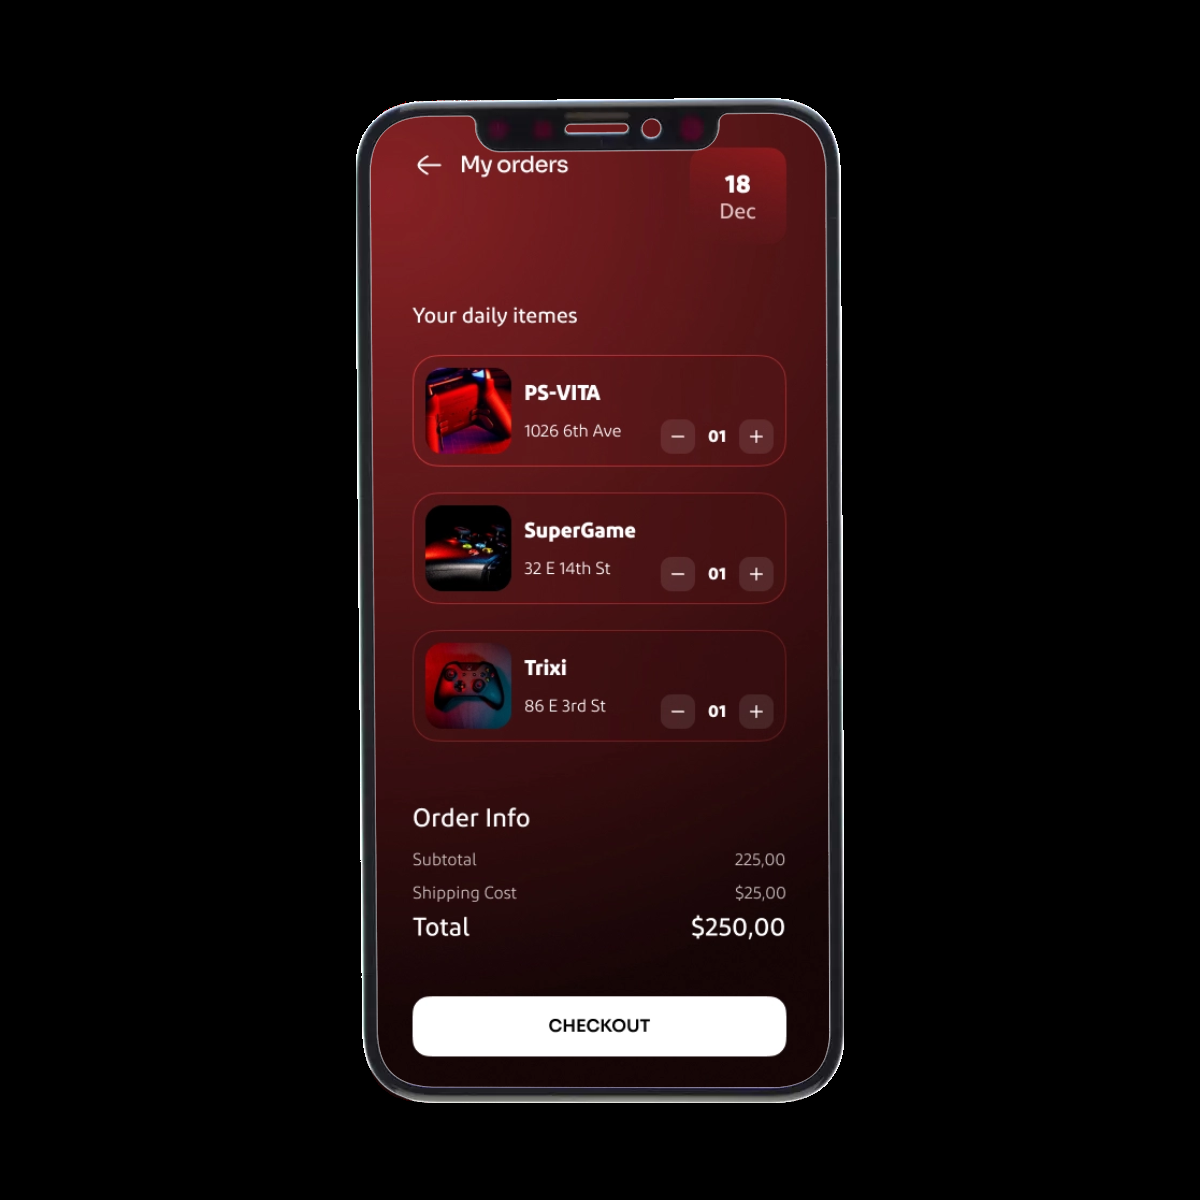 My orders
18
Dec
Your daily itemes
PS-VITA
1026 6th Ave
− 01 +
SuperGame
32 E 14th St
− 01 +
Trixi
86 E 3rd St
− 01 +
Order Info
Subtotal 225,00
Shipping Cost $25,00
Total $250,00
CHECKOUT